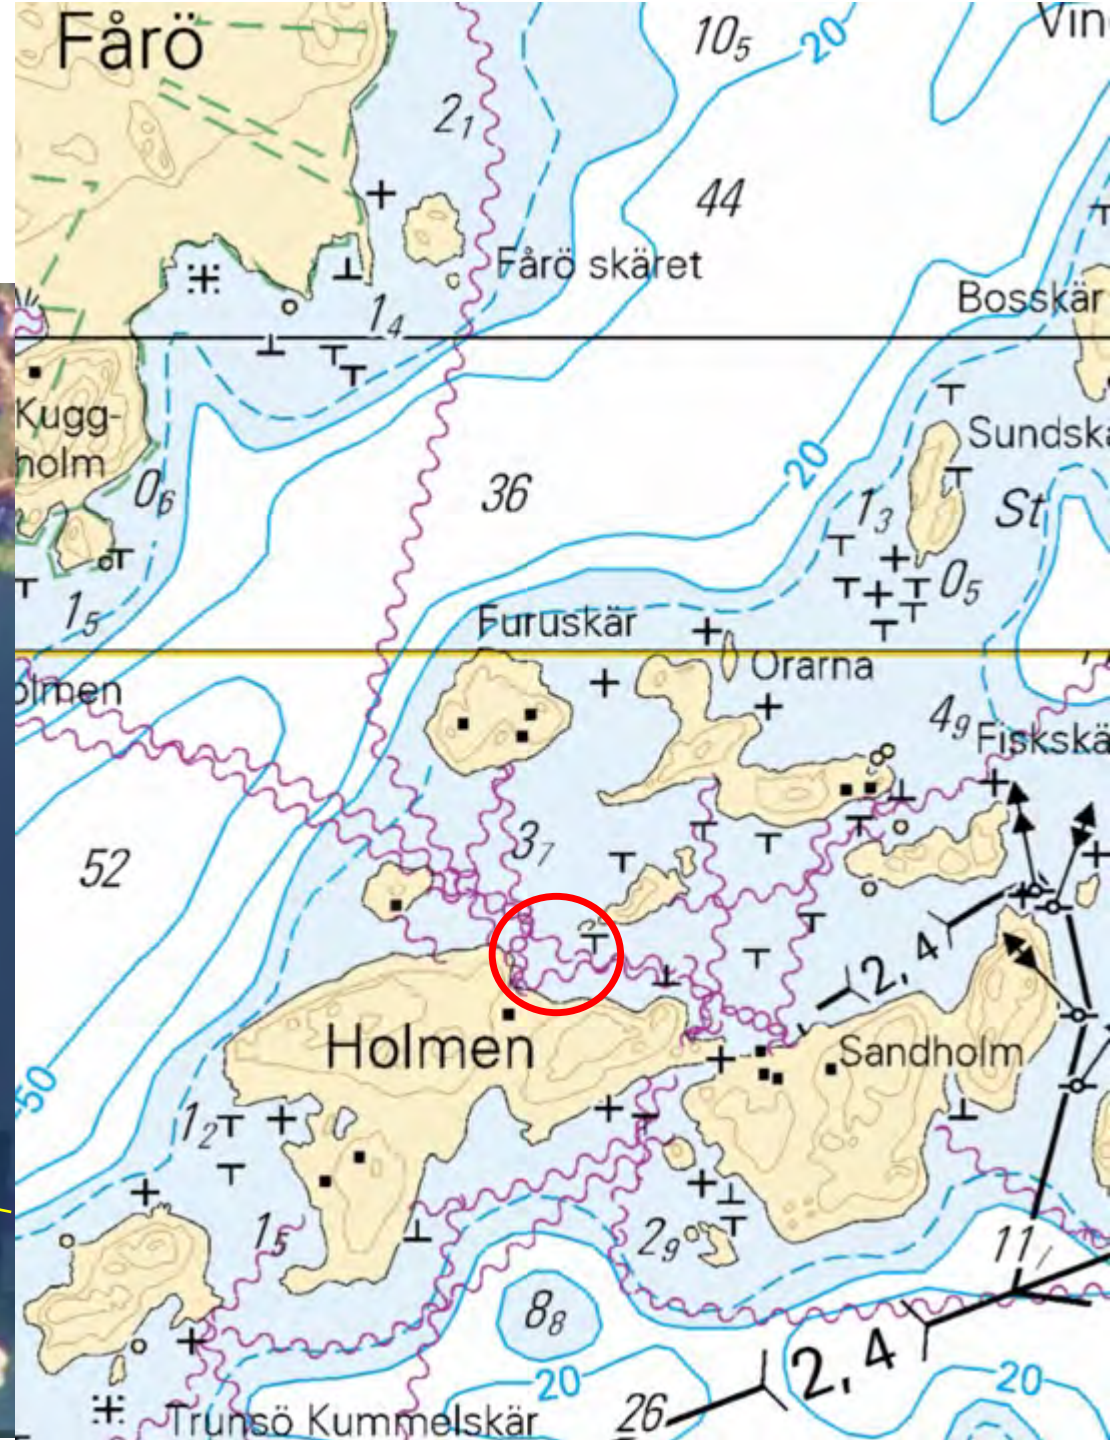 Fårö
10₅
20
Vin
2₁
44
Fårö skäret
Bosskär
1₄
Kugg-
holm
Sundskä
20
0₆
36
1₃
St
0₅
1₅
Furuskär
Orarna
olmen
4₉
Fiskskä
3₇
52
2,4
Holmen
Sandholm
50
1₂
1₅
2₉
11
8₈
2,4
20
20
26
Trunsö Kummelskär